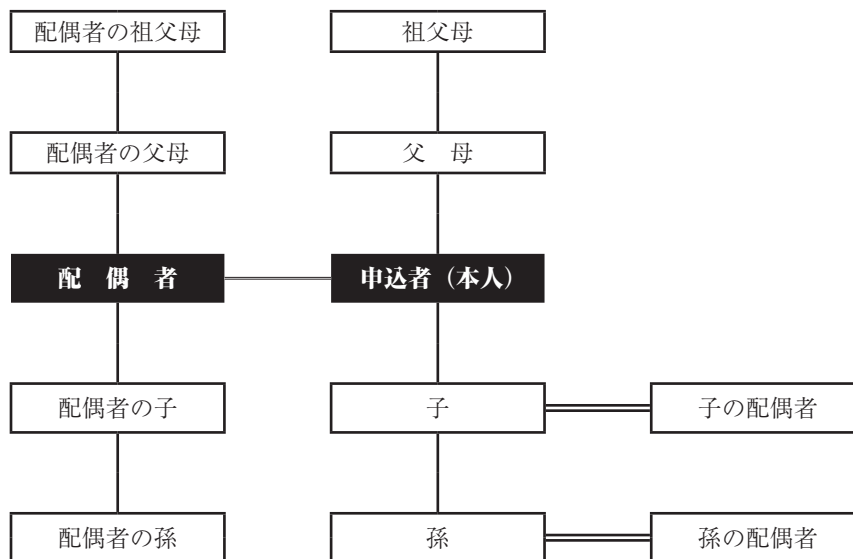 配偶者の祖父母
祖父母
配偶者の父母
父　母
配　偶　者
申込者（本人）
配偶者の子
子
子の配偶者
配偶者の孫
孫
孫の配偶者